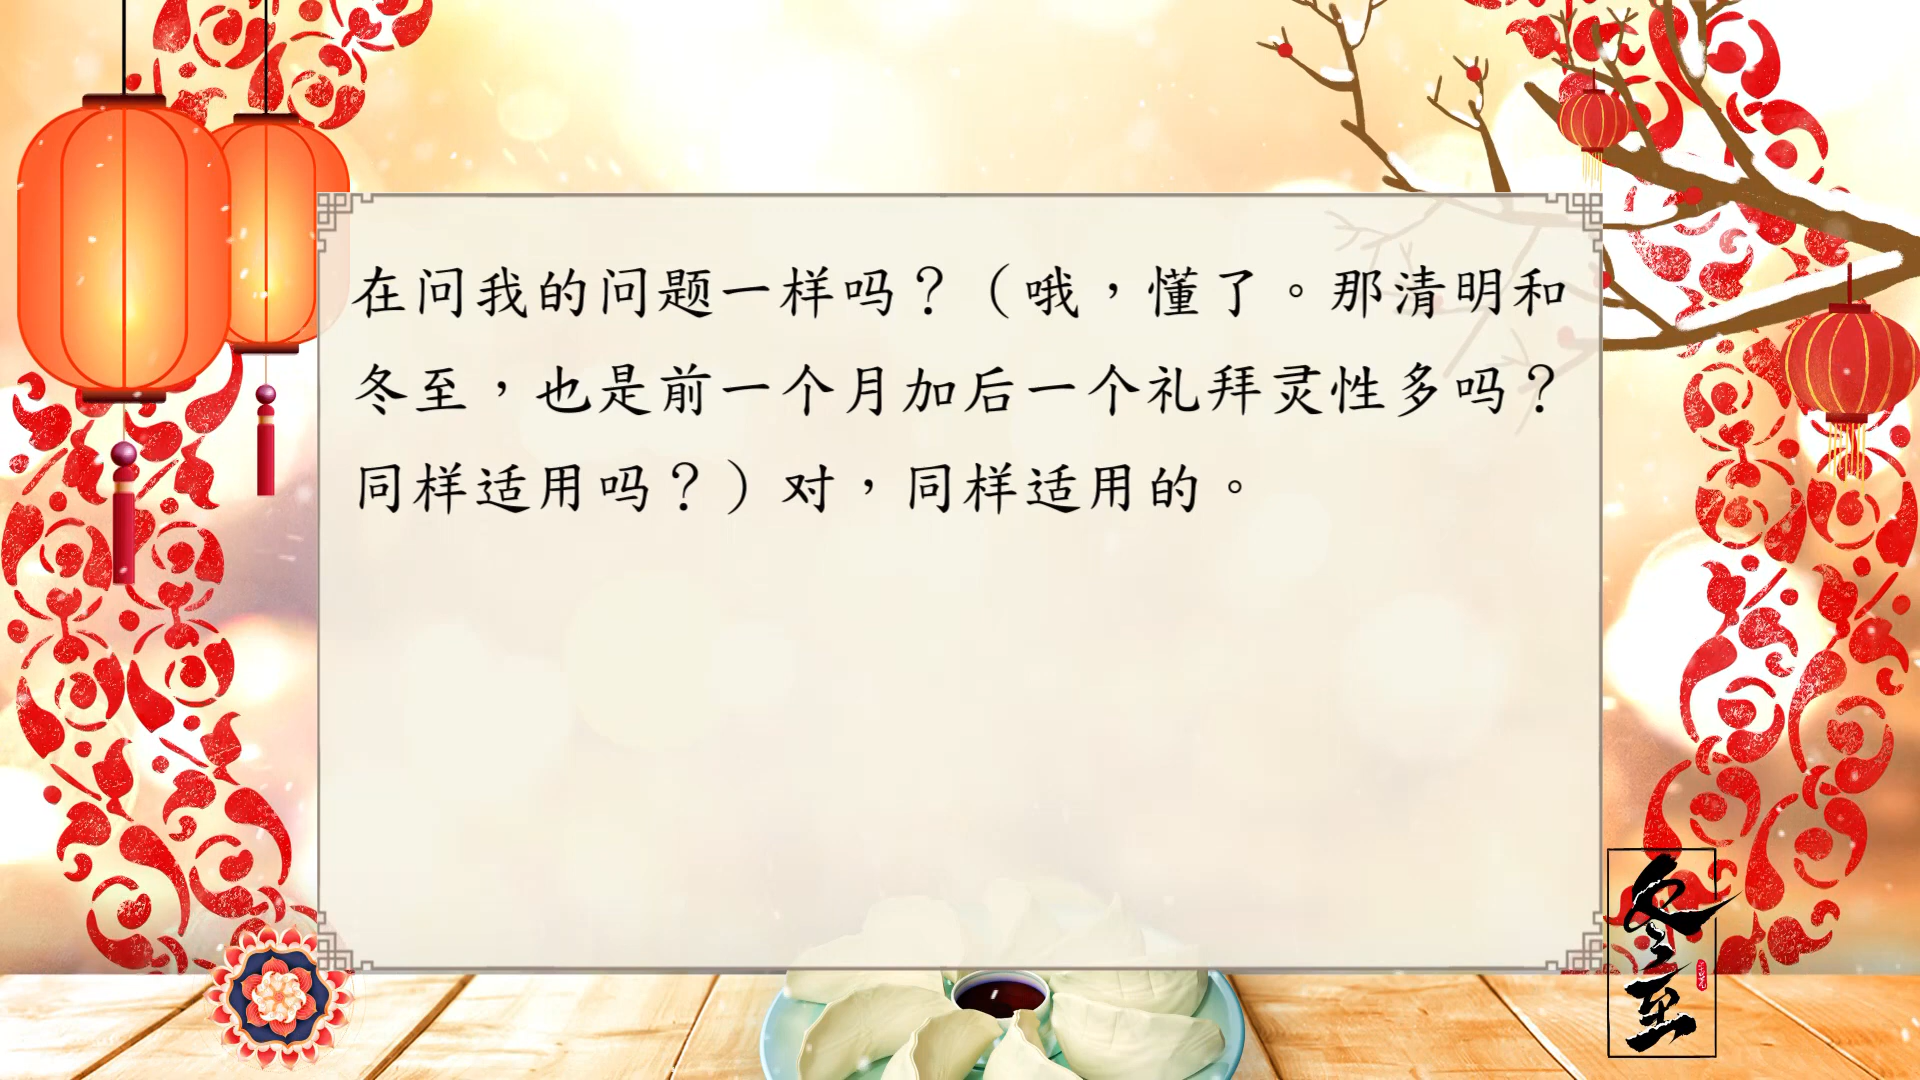 在问我的问题一样吗？（哦，懂了。那清明和
冬至，也是前一个月加后一个礼拜灵性多吗？
同样适用吗？）对，同样适用的。
冬至